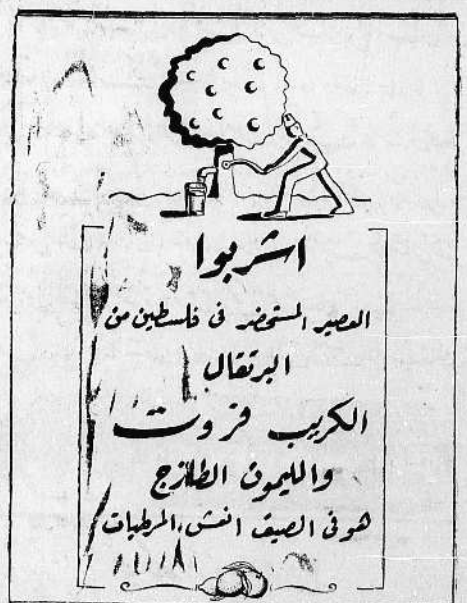 اشربوا
العصير المستحضر في فلسطين من
البرتقال
الكريب فروت
والليمون الطازج
هو في الصيف انعش المرطبات